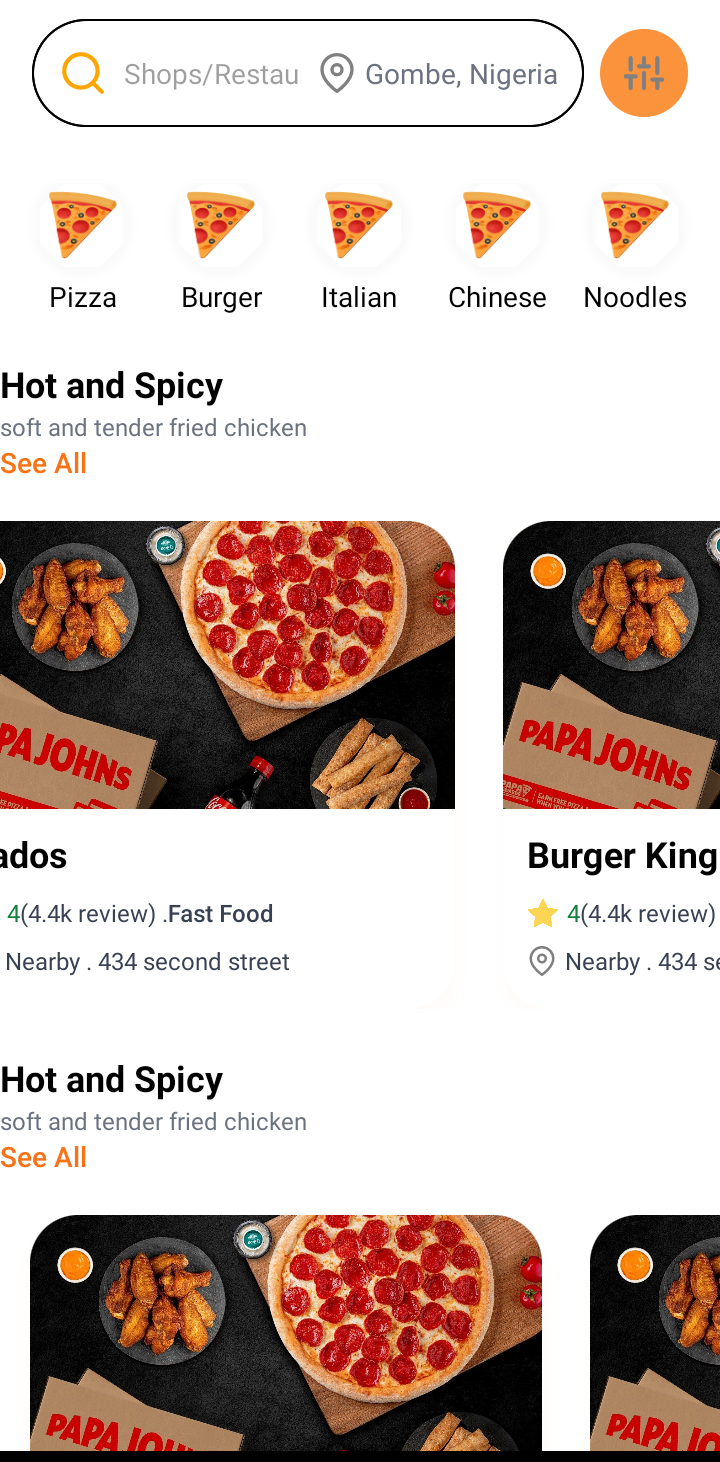 Shops/Restau Gombe, Nigeria
Pizza Burger Italian Chinese Noodles
Hot and Spicy
soft and tender fried chicken
See All
PAPA JOHNS PAPA JOHNS
ados Burger King
4(4.4k review) .Fast Food 4(4.4k review)
Nearby . 434 second street Nearby . 434 se
Hot and Spicy
soft and tender fried chicken
See All
PAPA JOHN PAPA JO